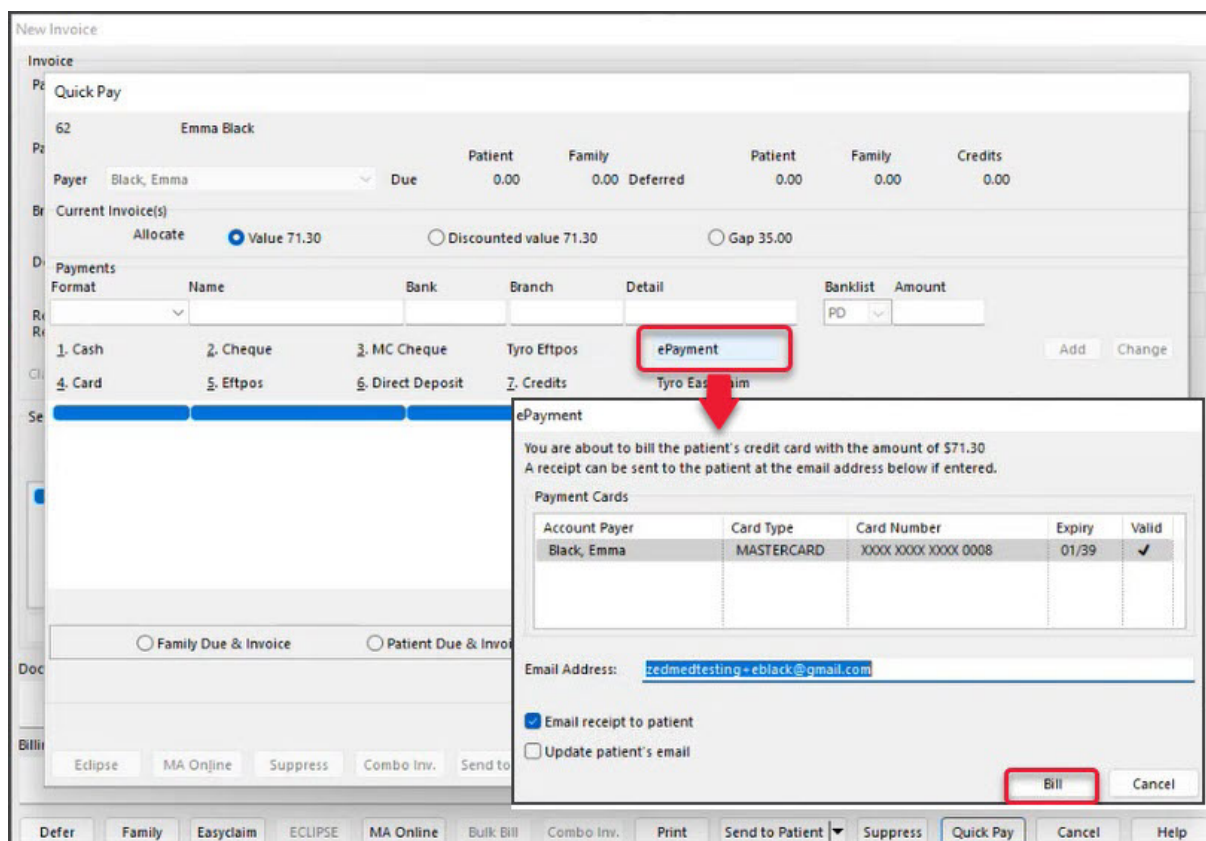 New Invoice
Invoice
Quick Pay
62 Emma Black
Patient Family Patient Family Credits
Payer Black, Emma Due 0.00 0.00 Deferred 0.00 0.00 0.00
Current Invoice(s)
Allocate Value 71.30 Discounted value 71.30 Gap 35.00
Payments
Format Name Bank Branch Detail Banklist Amount
PD
1. Cash 2. Cheque 3. MC Cheque Tyro Eftpos ePayment Add Change
4. Card 5. Eftpos 6. Direct Deposit 7. Credits Tyro Easyclaim
ePayment
You are about to bill the patient's credit card with the amount of $71.30
A receipt can be sent to the patient at the email address below if entered.
Payment Cards
Account Payer Card Type Card Number Expiry Valid
Black, Emma MASTERCARD XXXX XXXX XXXX 0008 01/39 ✓
Email Address: zedmedtesting+eblack@gmail.com
Email receipt to patient
Update patient's email
Bill Cancel
Family Due & Invoice Patient Due & Invoi
Doc
Billin
Eclipse MA Online Suppress Combo Inv. Send to
Defer Family Easyclaim ECLIPSE MA Online Bulk Bill Combo Inv. Print Send to Patient Suppress Quick Pay Cancel Help